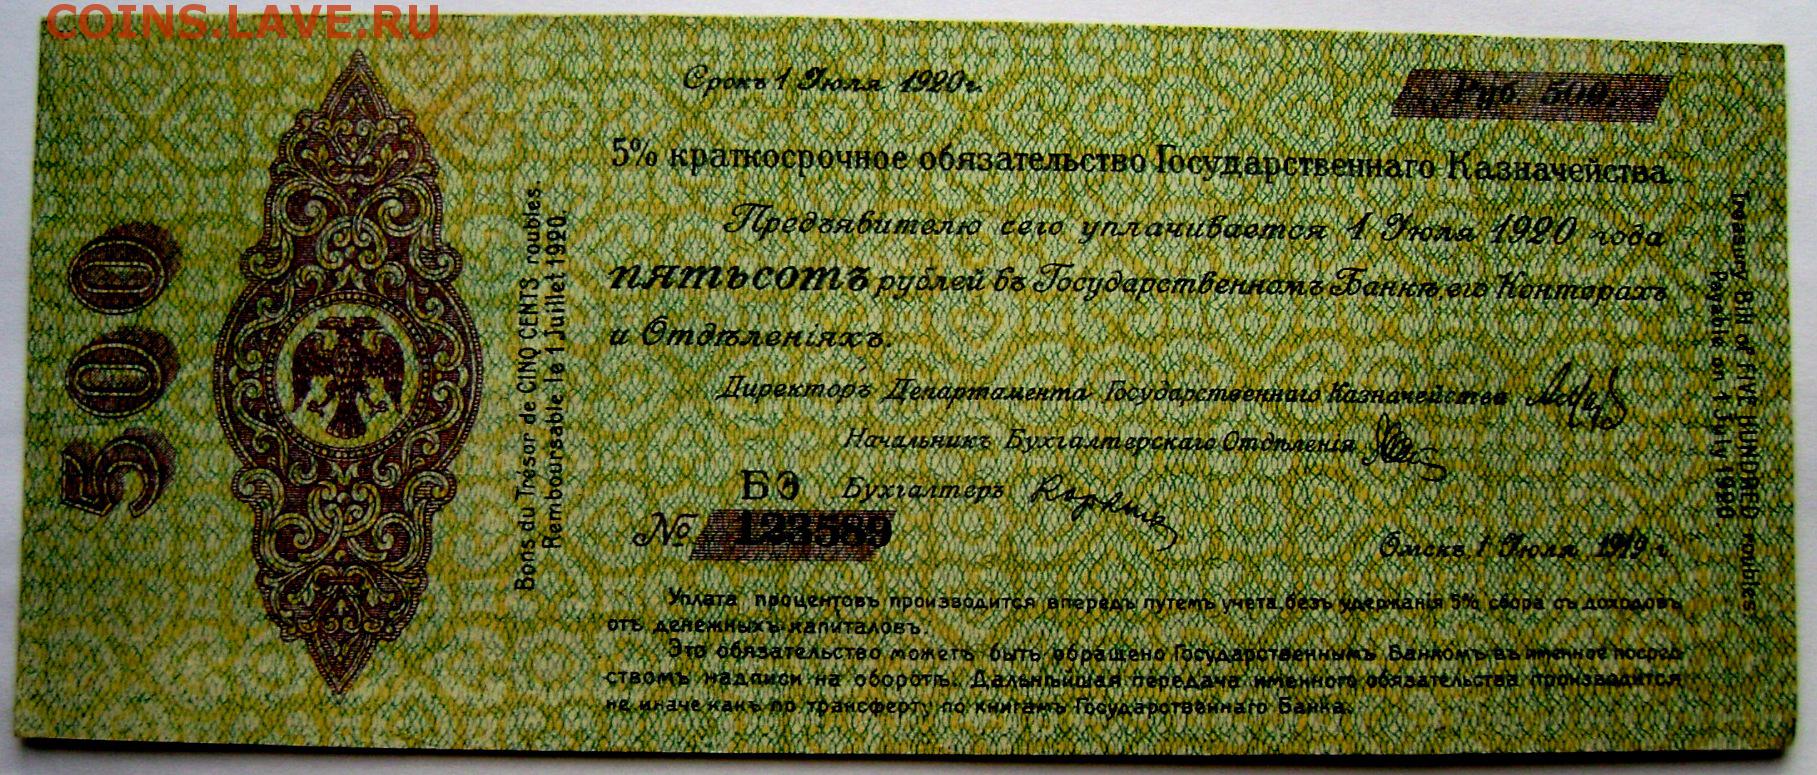 COINS.LAVE.RU
Срокъ 1 Июля 1920 г.
Руб. 500.
5% краткосрочное обязательство Государственнаго Казначейства.
Предъявителю сего уплачивается 1 Июля 1920 года
пятьсотъ рублей въ Государственномъ Банкѣ, его Конторахъ
и Отдѣленіяхъ.
Директоръ Департамента Государственнаго Казначейства
Начальникъ Бухгалтерскаго Отдѣленія
БЭ Бухгалтеръ
№ 123589
Омскъ 1 Июля 1919 г.
Уплата процентовъ производится впередъ путемъ учета, безъ удержанія 5% сбора съ доходовъ
отъ денежныхъ капиталовъ.
Это обязательство можетъ быть обращено Государственнымъ Банкомъ въ именное посред-
ствомъ надписи на оборотѣ. Дальнѣйшая передача именного обязательства производится
не иначе какъ по трансферту по книгамъ Государственнаго Банка.
500
Bons du Trésor de CINQ CENTS roubles.
Remboursable le 1 Juillet 1920.
Treasury Bill of FIVE HUNDRED roubles.
Payable on 1 July 1920.